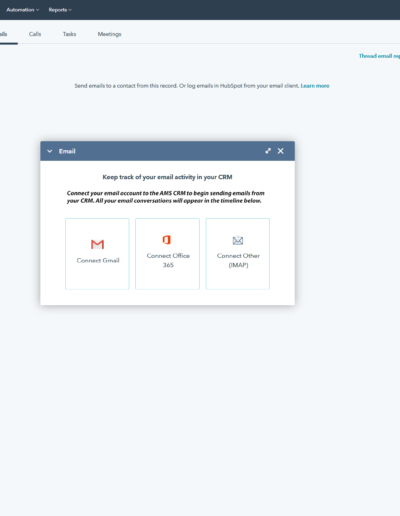 Automation Reports
Calls Tasks Meetings
Thread email
Send emails to a contact from this record. Or log emails in HubSpot from your email client. Learn more
Email
Keep track of your email activity in your CRM
Connect your email account to the AMS CRM to begin sending emails from
your CRM. All your email conversations will appear in the timeline below.
Connect Gmail
Connect Office
365
Connect Other
(IMAP)